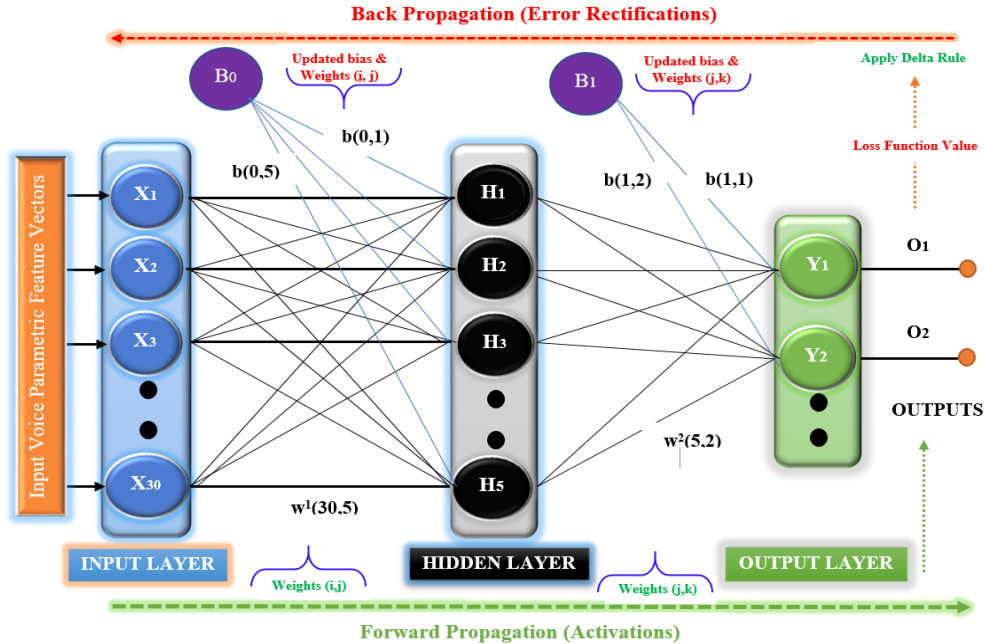 Back Propagation (Error Rectifications)
B0
Updated bias &
Weights (i, j)
B1
Updated bias &
Weights (j,k)
Apply Delta Rule
b(0,1)
b(0,5)
b(1,2)
b(1,1)
Loss Function Value
Input Voice Parametric Feature Vectors
X1
X2
X3
X30
H1
H2
H3
H5
Y1
Y2
O1
O2
OUTPUTS
w¹(30,5)
w²(5,2)
INPUT LAYER
HIDDEN LAYER
OUTPUT LAYER
Weights (i,j)
Weights (j,k)
Forward Propagation (Activations)